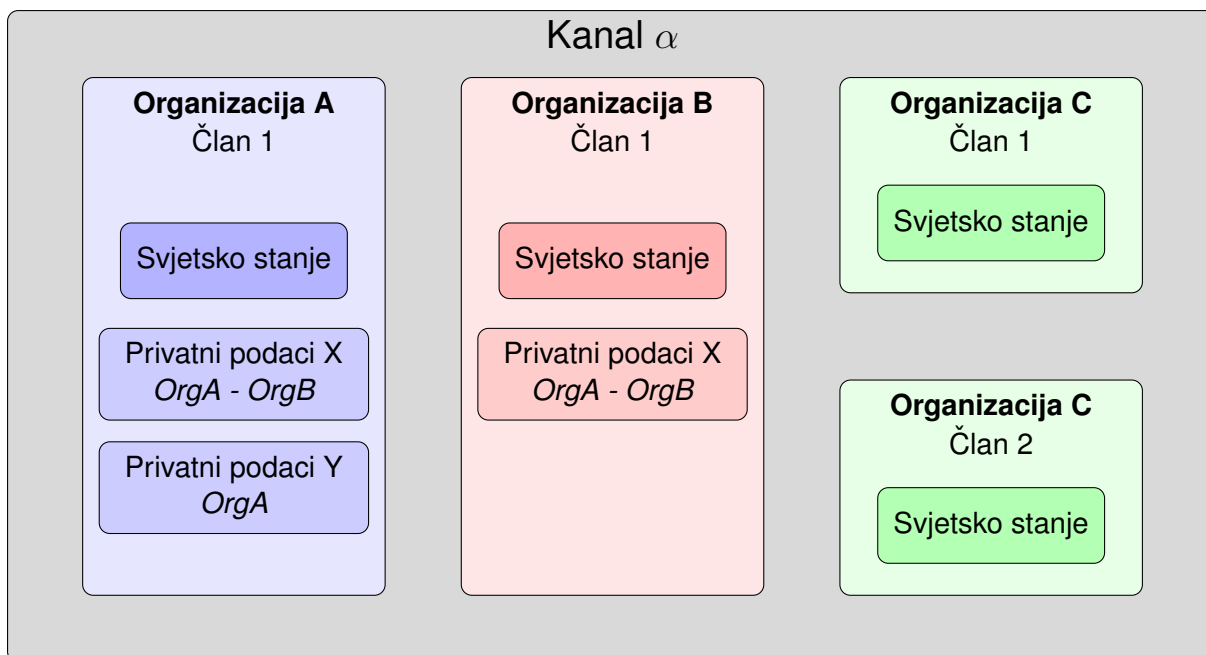 Kanal α
Organizacija A
Član 1
Svjetsko stanje
Privatni podaci X
OrgA - OrgB
Privatni podaci Y
OrgA
Organizacija B
Član 1
Svjetsko stanje
Privatni podaci X
OrgA - OrgB
Organizacija C
Član 1
Svjetsko stanje
Organizacija C
Član 2
Svjetsko stanje